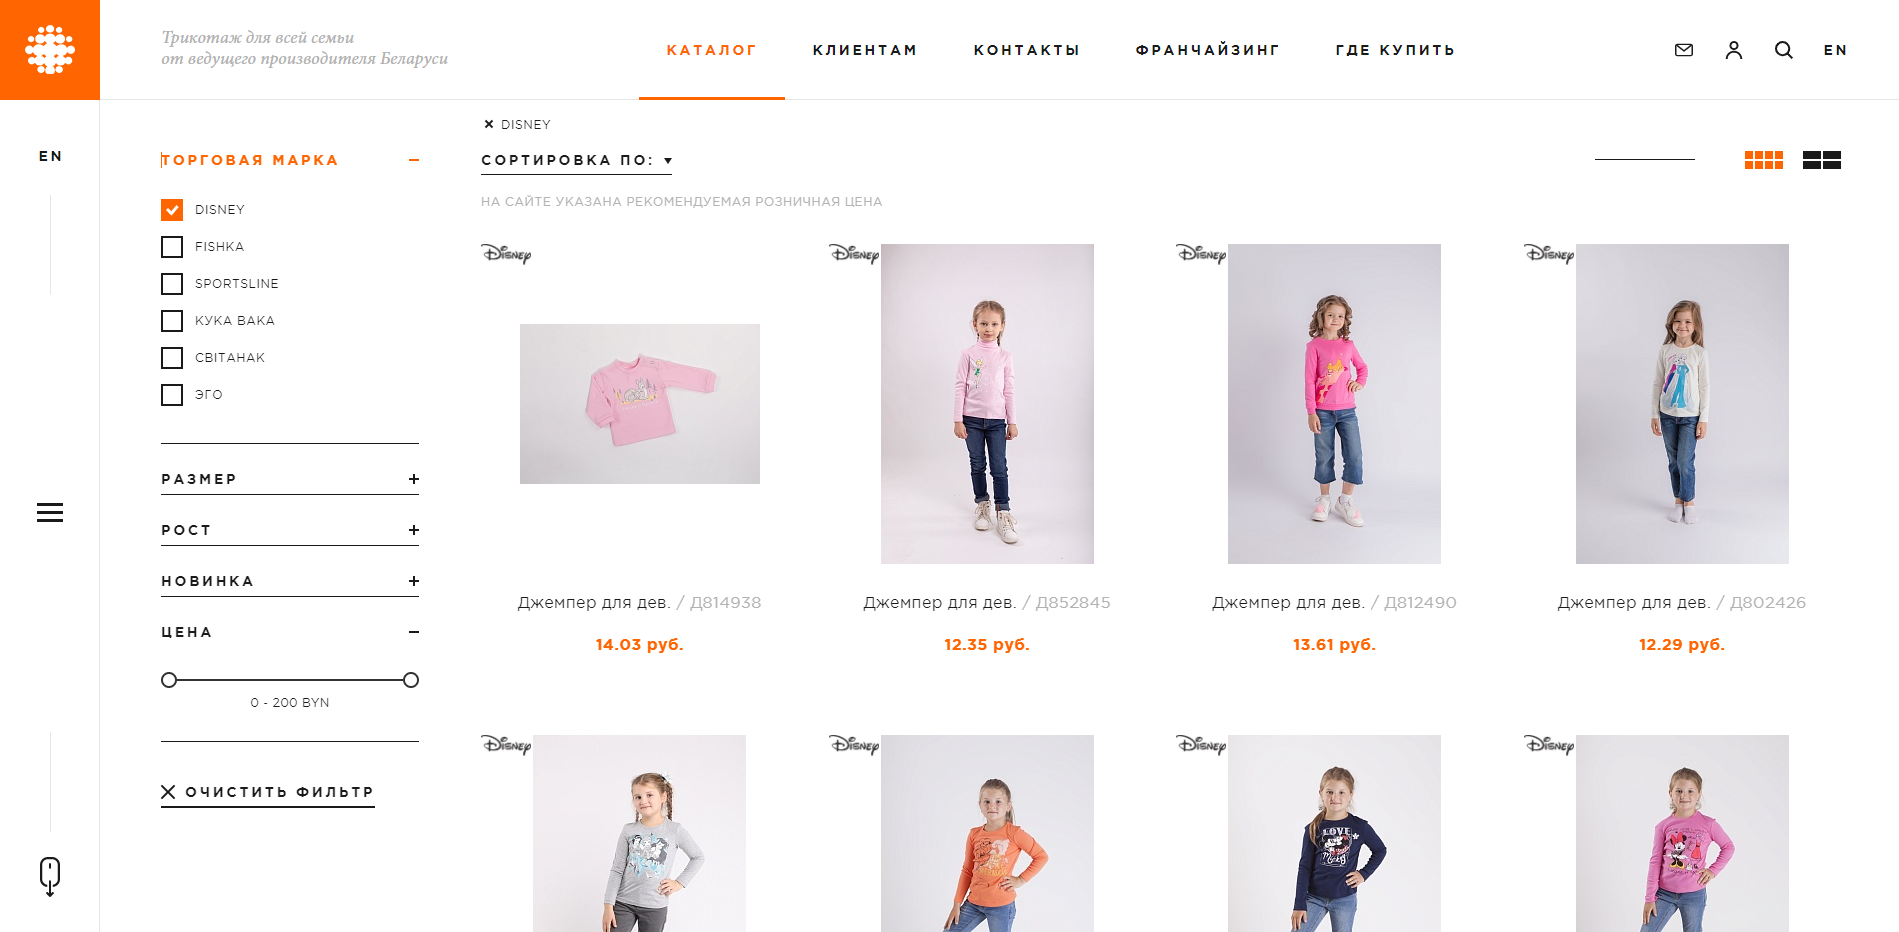 Трикотаж для всей семьи
от ведущего производителя Беларуси
КАТАЛОГ
КЛИЕНТАМ
КОНТАКТЫ
ФРАНЧАЙЗИНГ
ГДЕ КУПИТЬ
EN
EN
ТОРГОВАЯ МАРКА
DISNEY
FISHKA
SPORTSLINE
КУКА ВАКА
СВIТАНАК
ЭГО
РАЗМЕР
РОСТ
НОВИНКА
ЦЕНА
0 - 200 BYN
ОЧИСТИТЬ ФИЛЬТР
DISNEY
СОРТИРОВКА ПО:
НА САЙТЕ УКАЗАНА РЕКОМЕНДУЕМАЯ РОЗНИЧНАЯ ЦЕНА
Disney
Disney
Disney
Disney
Джемпер для дев. / Д814938
14.03 руб.
Джемпер для дев. / Д852845
12.35 руб.
Джемпер для дев. / Д812490
13.61 руб.
Джемпер для дев. / Д802426
12.29 руб.
Disney
Disney
Disney
Disney
LOVE